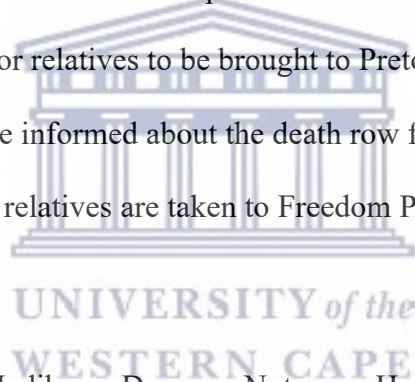 or relatives to be brought to Preto
e informed about the death row f
relatives are taken to Freedom P
UNIVERSITY of the
WESTERN CAPE